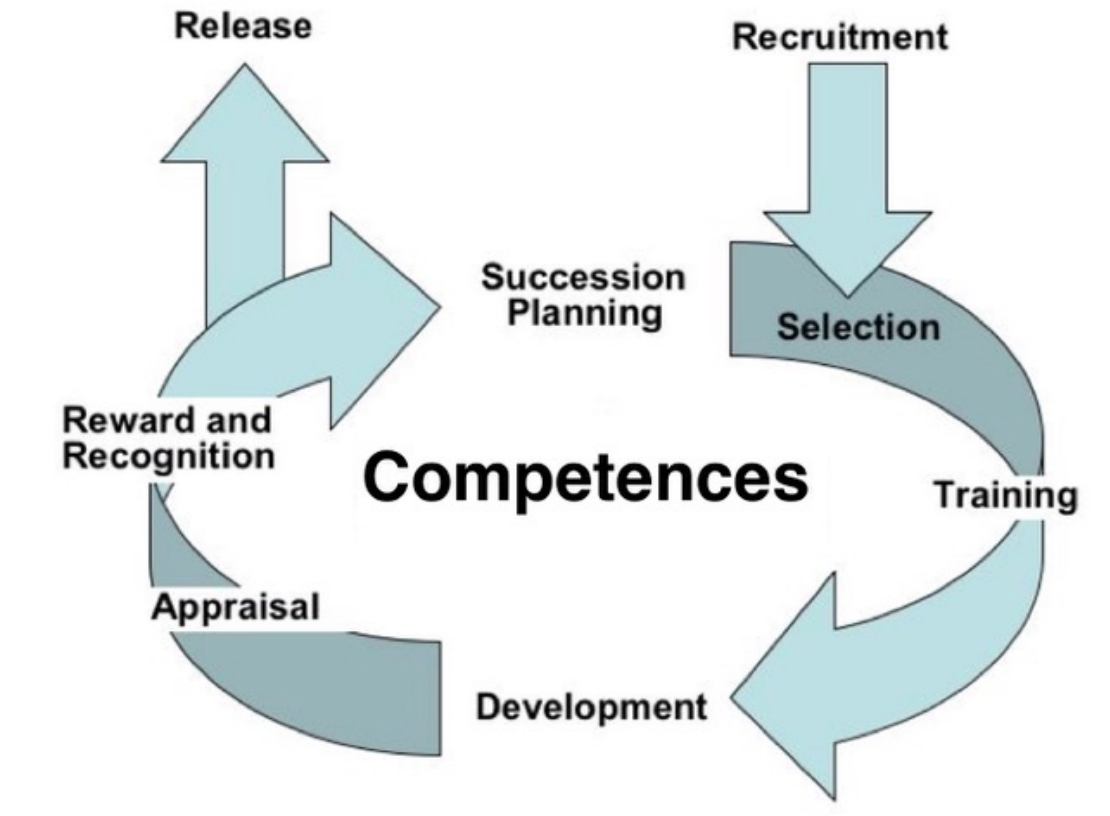 Release
Recruitment
Succession
Planning
Selection
Reward and
Recognition
Competences
Training
Appraisal
Development